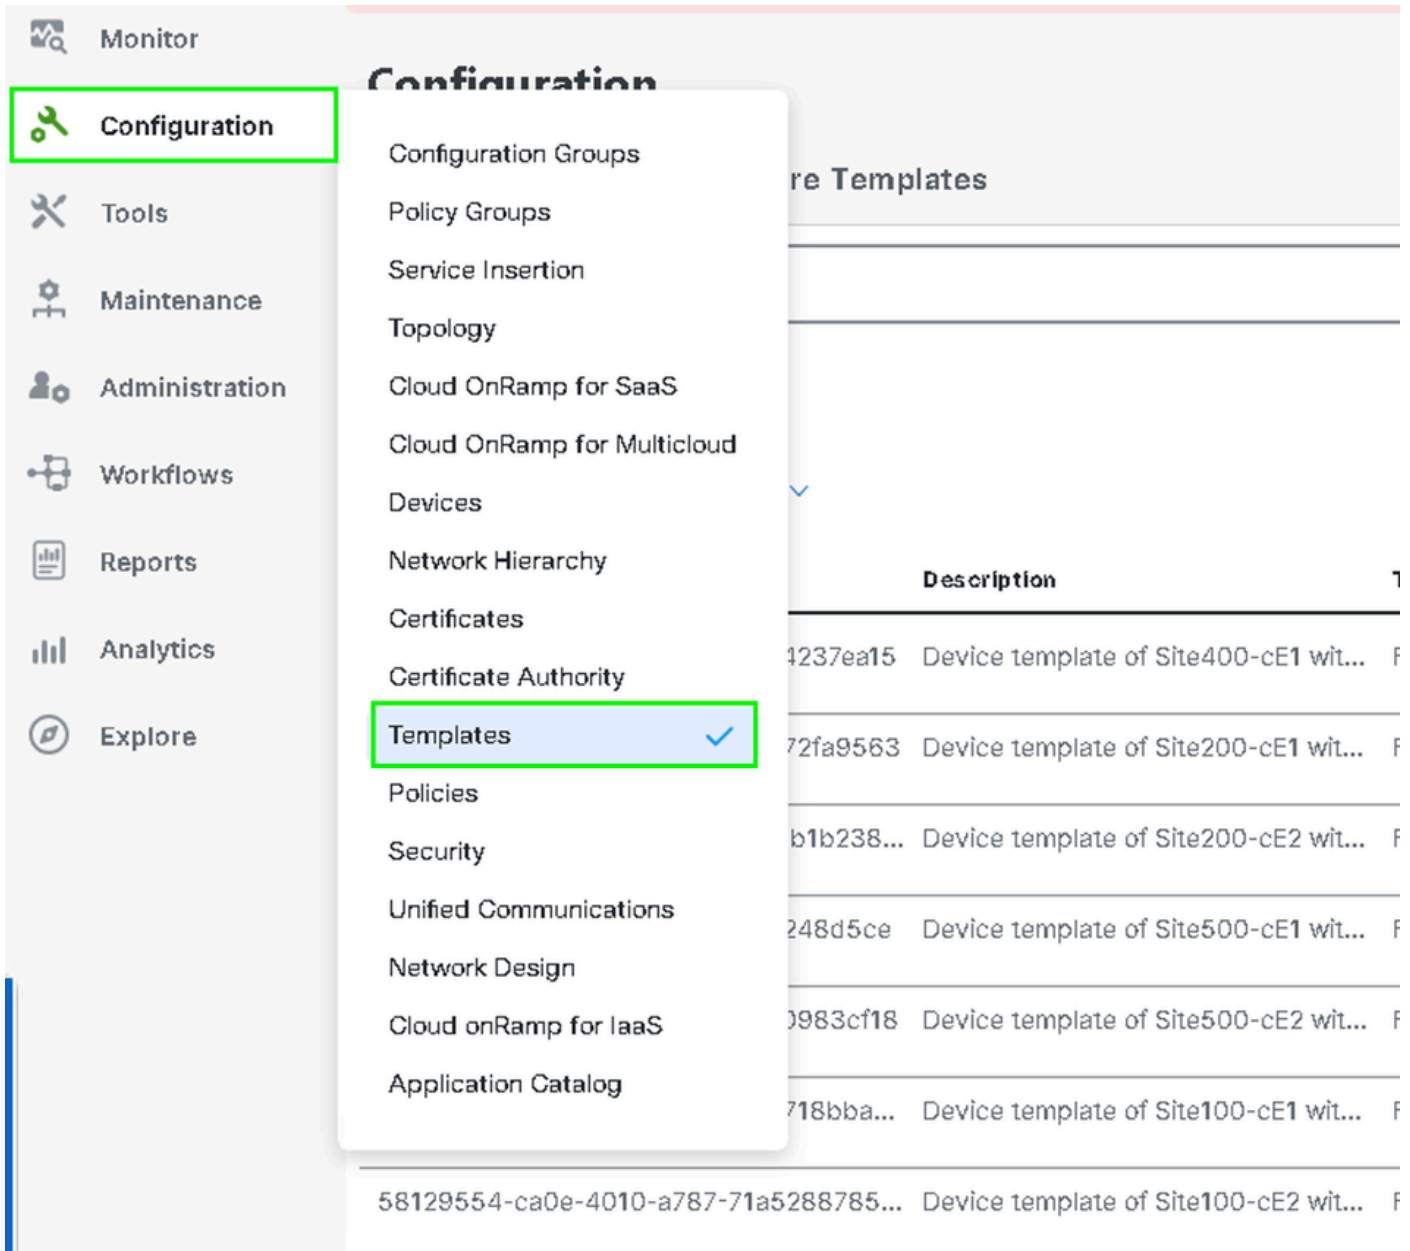 Monitor
Configuration
Tools
Maintenance
Administration
Workflows
Reports
Analytics
Explore
Configuration
Configuration Groups
Policy Groups
Service Insertion
Topology
Cloud OnRamp for SaaS
Cloud OnRamp for Multicloud
Devices
Network Hierarchy
Certificates
Certificate Authority
Templates
Policies
Security
Unified Communications
Network Design
Cloud onRamp for IaaS
Application Catalog
re Templates
Description
4237ea15 Device template of Site400-cE1 wit...
72fa9563 Device template of Site200-cE1 wit...
b1b238... Device template of Site200-cE2 wit...
248d5ce Device template of Site500-cE1 wit...
0983cf18 Device template of Site500-cE2 wit...
718bba... Device template of Site100-cE1 wit...
58129554-ca0e-4010-a787-71a5288785... Device template of Site100-cE2 wit...